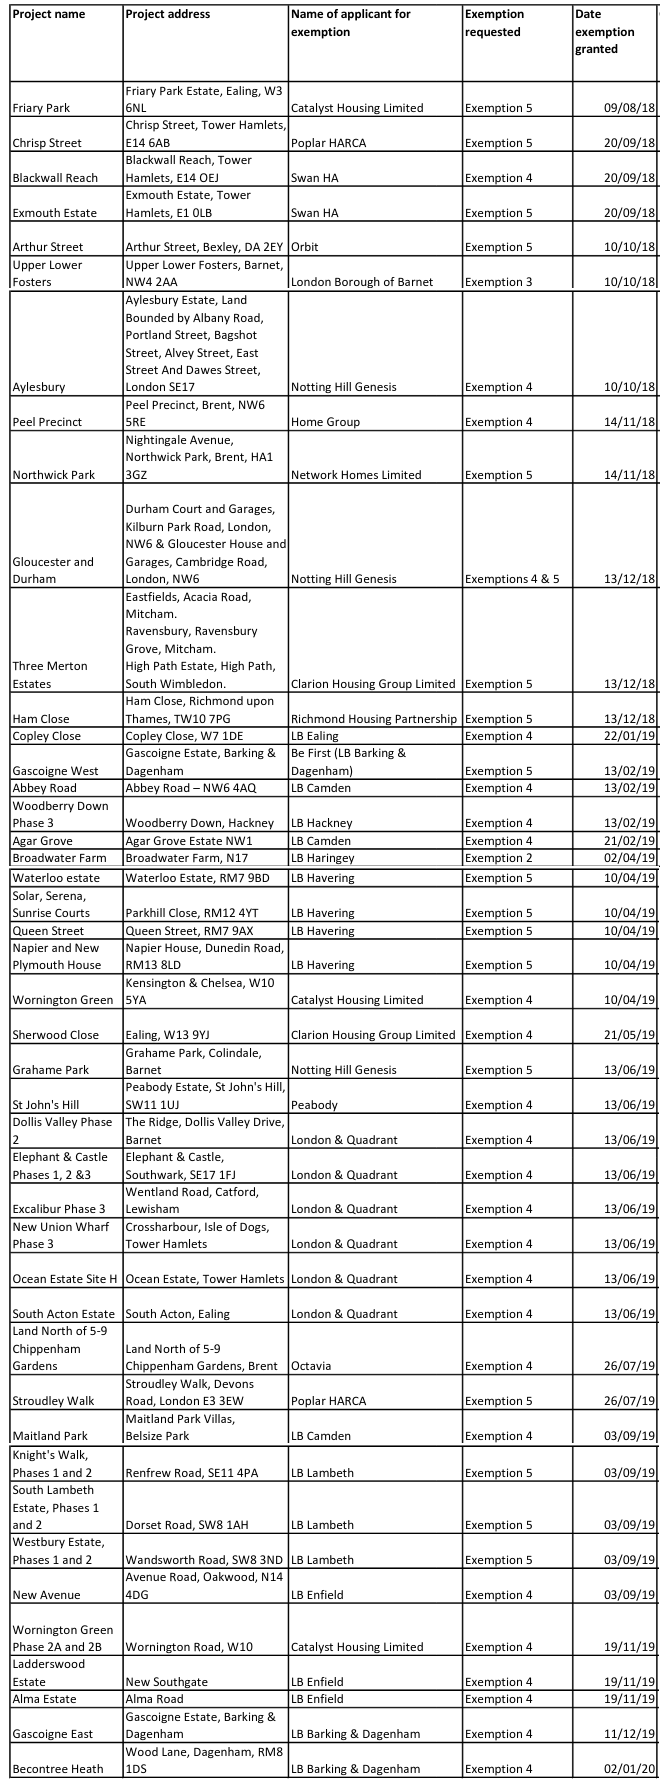 Project name Project address Name of applicant for Exemption Date
exemption requested exemption
granted
Friary Park Estate, Ealing, W3
Friary Park 6NL Catalyst Housing Limited Exemption 5 09/08/18
Chrisp Street, Tower Hamlets,
Chrisp Street E14 6AB Poplar HARCA Exemption 5 20/09/18
Blackwall Reach, Tower
Blackwall Reach Hamlets, E14 OEJ Swan HA Exemption 4 20/09/18
Exmouth Estate, Tower
Exmouth Estate Hamlets, E1 0LB Swan HA Exemption 5 20/09/18
Arthur Street Arthur Street, Bexley, DA 2EY Orbit Exemption 5 10/10/18
Upper Lower Upper Lower Fosters, Barnet,
Fosters NW4 2AA London Borough of Barnet Exemption 3 10/10/18
Aylesbury Estate, Land
Bounded by Albany Road,
Portland Street, Bagshot
Street, Alvey Street, East
Street And Dawes Street,
Aylesbury London SE17 Notting Hill Genesis Exemption 4 10/10/18
Peel Precinct, Brent, NW6
Peel Precinct 5RE Home Group Exemption 4 14/11/18
Nightingale Avenue,
Northwick Park, Brent, HA1
Northwick Park 3GZ Network Homes Limited Exemption 5 14/11/18
Durham Court and Garages,
Kilburn Park Road, London,
NW6 & Gloucester House and
Gloucester and Garages, Cambridge Road,
Durham London, NW6 Notting Hill Genesis Exemptions 4 & 5 13/12/18
Eastfields, Acacia Road,
Mitcham.
Ravensbury, Ravensbury
Grove, Mitcham.
Three Merton High Path Estate, High Path,
Estates South Wimbledon. Clarion Housing Group Limited Exemption 5 13/12/18
Ham Close, Richmond upon
Ham Close Thames, TW10 7PG Richmond Housing Partnership Exemption 5 13/12/18
Copley Close Copley Close, W7 1DE LB Ealing Exemption 4 22/01/19
Gascoigne Estate, Barking & Be First (LB Barking &
Gascoigne West Dagenham Dagenham) Exemption 5 13/02/19
Abbey Road Abbey Road – NW6 4AQ LB Camden Exemption 4 13/02/19
Woodberry Down
Phase 3 Woodberry Down, Hackney LB Hackney Exemption 4 13/02/19
Agar Grove Agar Grove Estate NW1 LB Camden Exemption 4 21/02/19
Broadwater Farm Broadwater Farm, N17 LB Haringey Exemption 2 02/04/19
Waterloo estate Waterloo Estate, RM7 9BD LB Havering Exemption 5 10/04/19
Solar, Serena,
Sunrise Courts Parkhill Close, RM12 4YT LB Havering Exemption 5 10/04/19
Queen Street Queen Street, RM7 9AX LB Havering Exemption 5 10/04/19
Napier and New Napier House, Dunedin Road,
Plymouth House RM13 8LD LB Havering Exemption 5 10/04/19
Kensington & Chelsea, W10
Wornington Green 5YA Catalyst Housing Limited Exemption 4 10/04/19
Sherwood Close Ealing, W13 9YJ Clarion Housing Group Limited Exemption 4 21/05/19
Grahame Park, Colindale,
Grahame Park Barnet Notting Hill Genesis Exemption 5 13/06/19
Peabody Estate, St John's Hill,
St John's Hill SW11 1UJ Peabody Exemption 4 13/06/19
Dollis Valley Phase The Ridge, Dollis Valley Drive,
2 Barnet London & Quadrant Exemption 4 13/06/19
Elephant & Castle Elephant & Castle,
Phases 1, 2 &3 Southwark, SE17 1FJ London & Quadrant Exemption 4 13/06/19
Wentland Road, Catford,
Excalibur Phase 3 Lewisham London & Quadrant Exemption 4 13/06/19
New Union Wharf Crossharbour, Isle of Dogs,
Phase 3 Tower Hamlets London & Quadrant Exemption 4 13/06/19
Ocean Estate Site H Ocean Estate, Tower Hamlets London & Quadrant Exemption 4 13/06/19
South Acton Estate South Acton, Ealing London & Quadrant Exemption 4 13/06/19
Land North of 5-9
Chippenham Land North of 5-9
Gardens Chippenham Gardens, Brent Octavia Exemption 4 26/07/19
Stroudley Walk, Devons
Stroudley Walk Road, London E3 3EW Poplar HARCA Exemption 5 26/07/19
Maitland Park Villas,
Maitland Park Belsize Park LB Camden Exemption 4 03/09/19
Knight's Walk,
Phases 1 and 2 Renfrew Road, SE11 4PA LB Lambeth Exemption 5 03/09/19
South Lambeth
Estate, Phases 1
and 2 Dorset Road, SW8 1AH LB Lambeth Exemption 5 03/09/19
Westbury Estate,
Phases 1 and 2 Wandsworth Road, SW8 3ND LB Lambeth Exemption 5 03/09/19
Avenue Road, Oakwood, N14
New Avenue 4DG LB Enfield Exemption 4 03/09/19
Wornington Green
Phase 2A and 2B Wornington Road, W10 Catalyst Housing Limited Exemption 4 19/11/19
Ladderswood
Estate New Southgate LB Enfield Exemption 4 19/11/19
Alma Estate Alma Road LB Enfield Exemption 4 19/11/19
Gascoigne Estate, Barking &
Gascoigne East Dagenham LB Barking & Dagenham Exemption 4 11/12/19
Wood Lane, Dagenham, RM8
Becontree Heath 1DS LB Barking & Dagenham Exemption 4 02/01/20